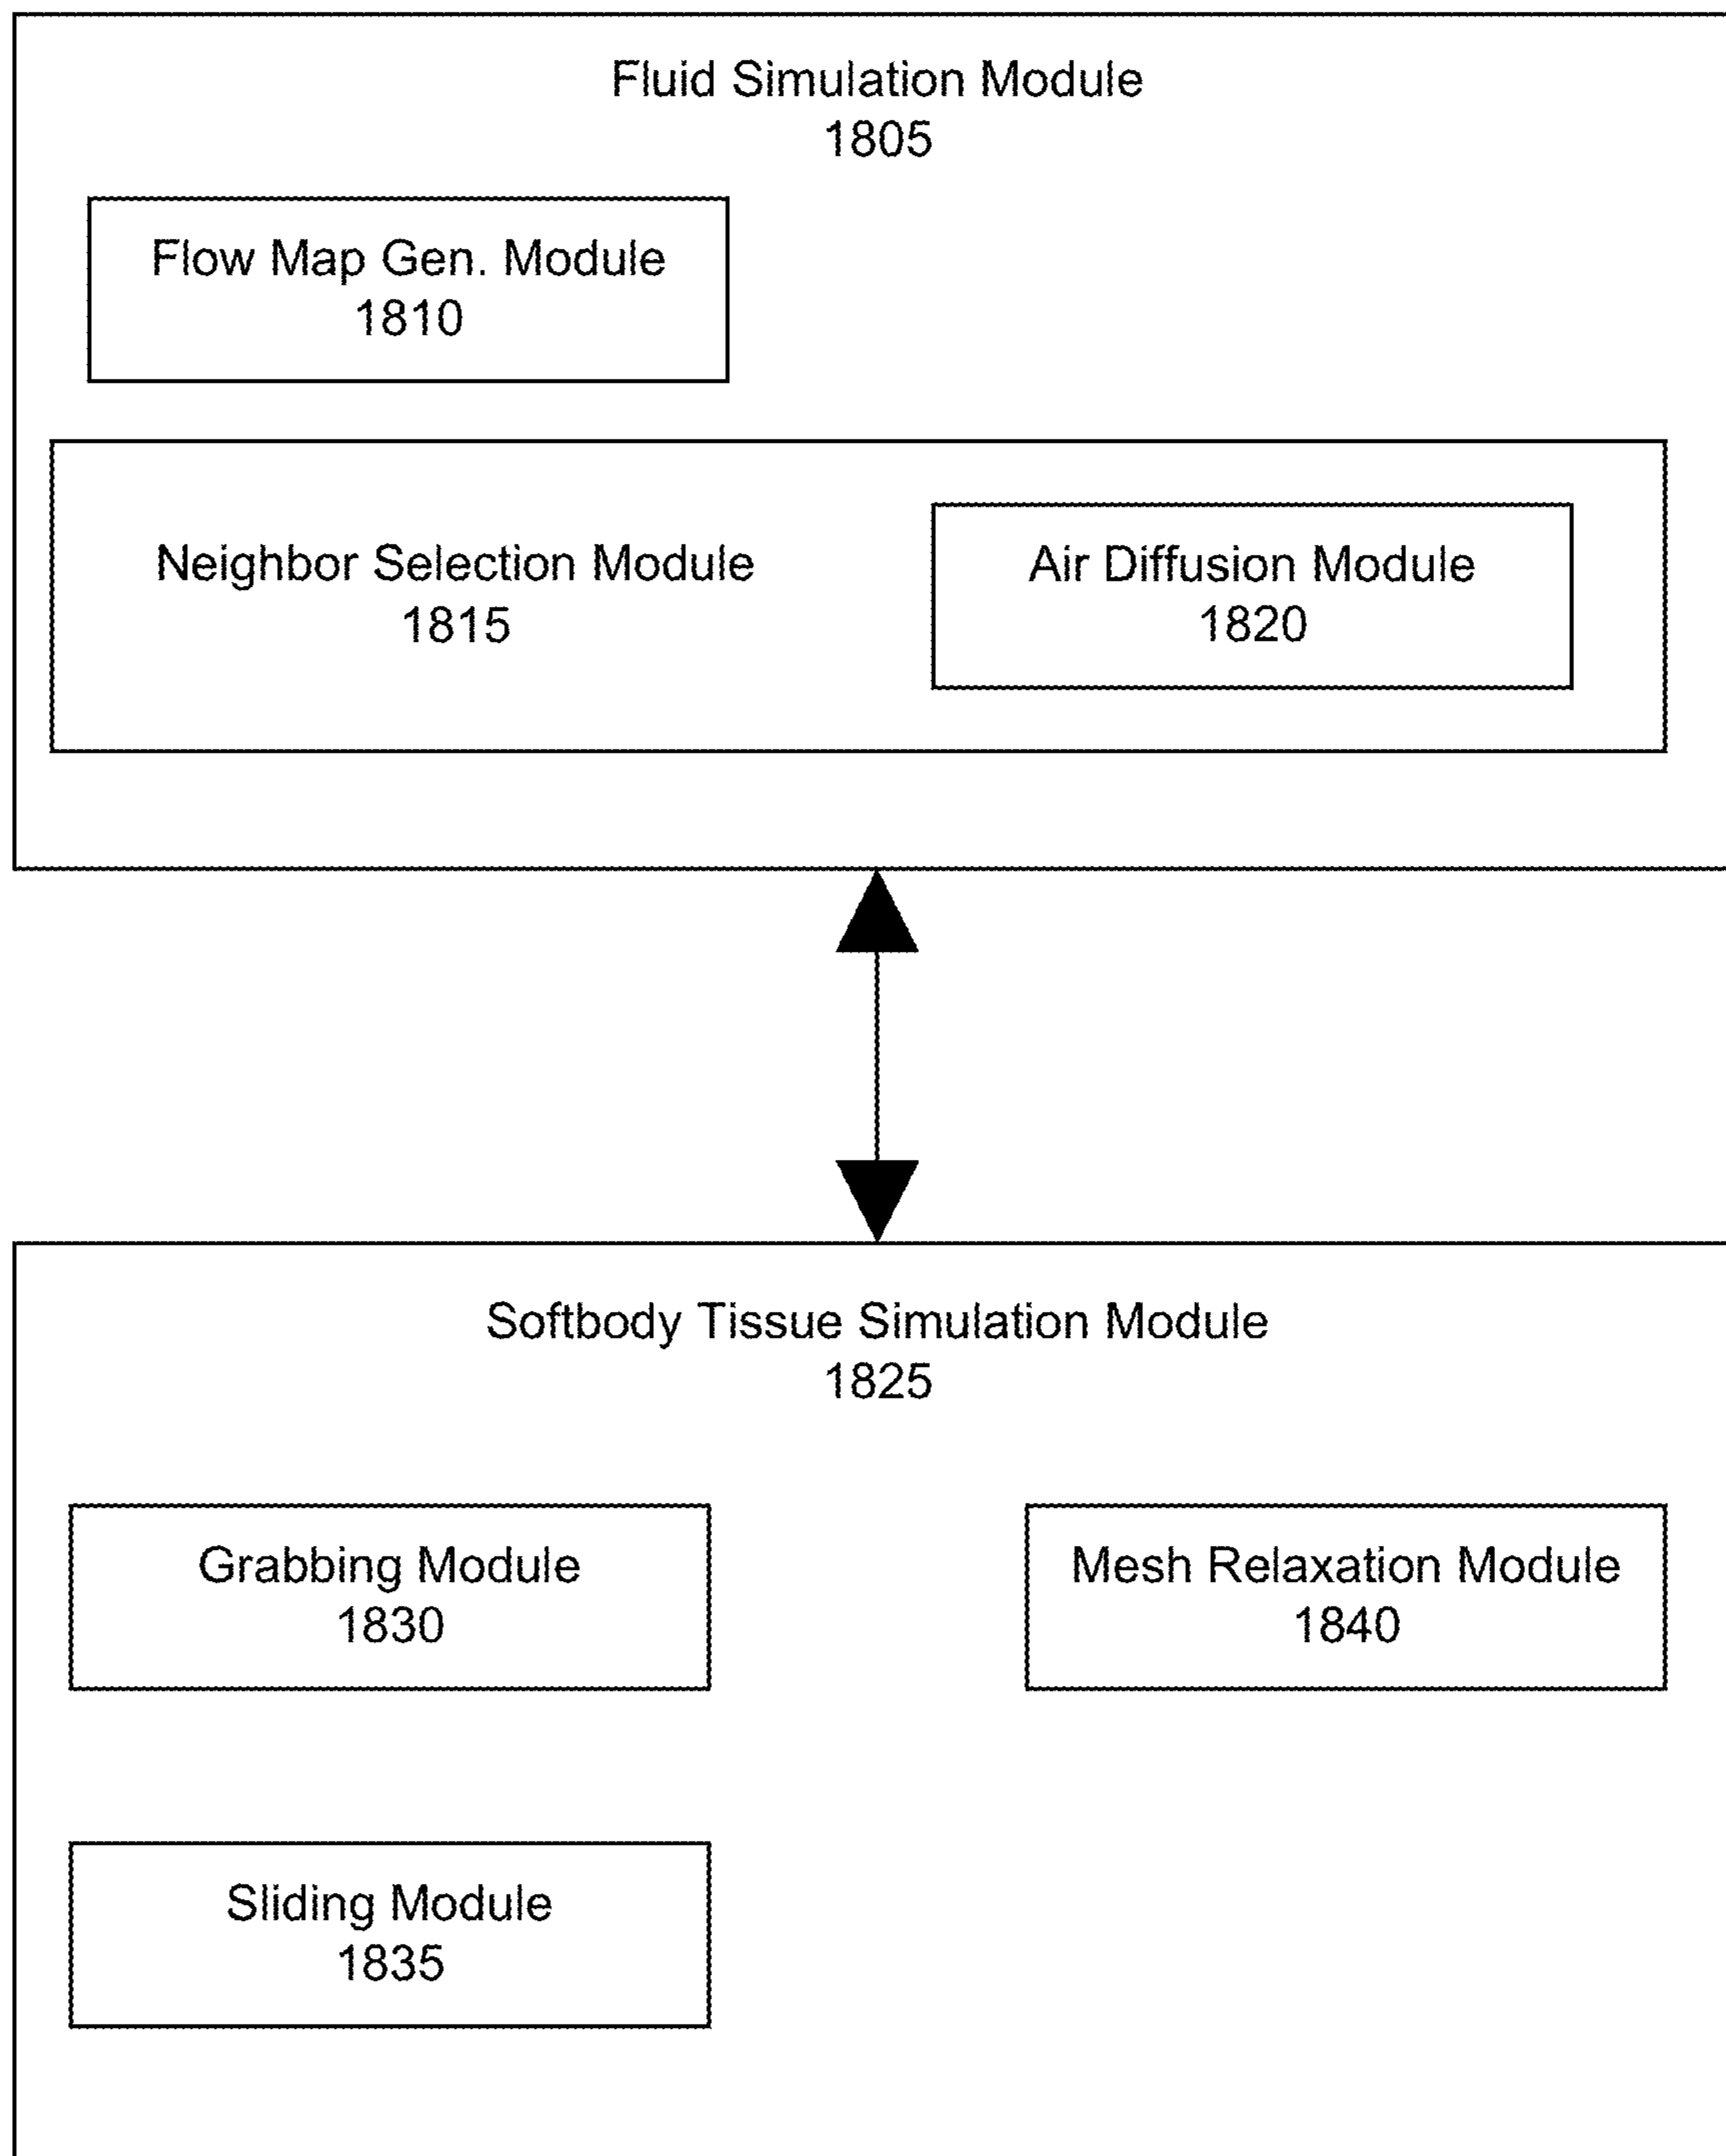 Fluid Simulation Module
1805
Flow Map Gen. Module
1810
Neighbor Selection Module
1815
Air Diffusion Module
1820
Softbody Tissue Simulation Module
1825
Grabbing Module
1830
Mesh Relaxation Module
1840
Sliding Module
1835